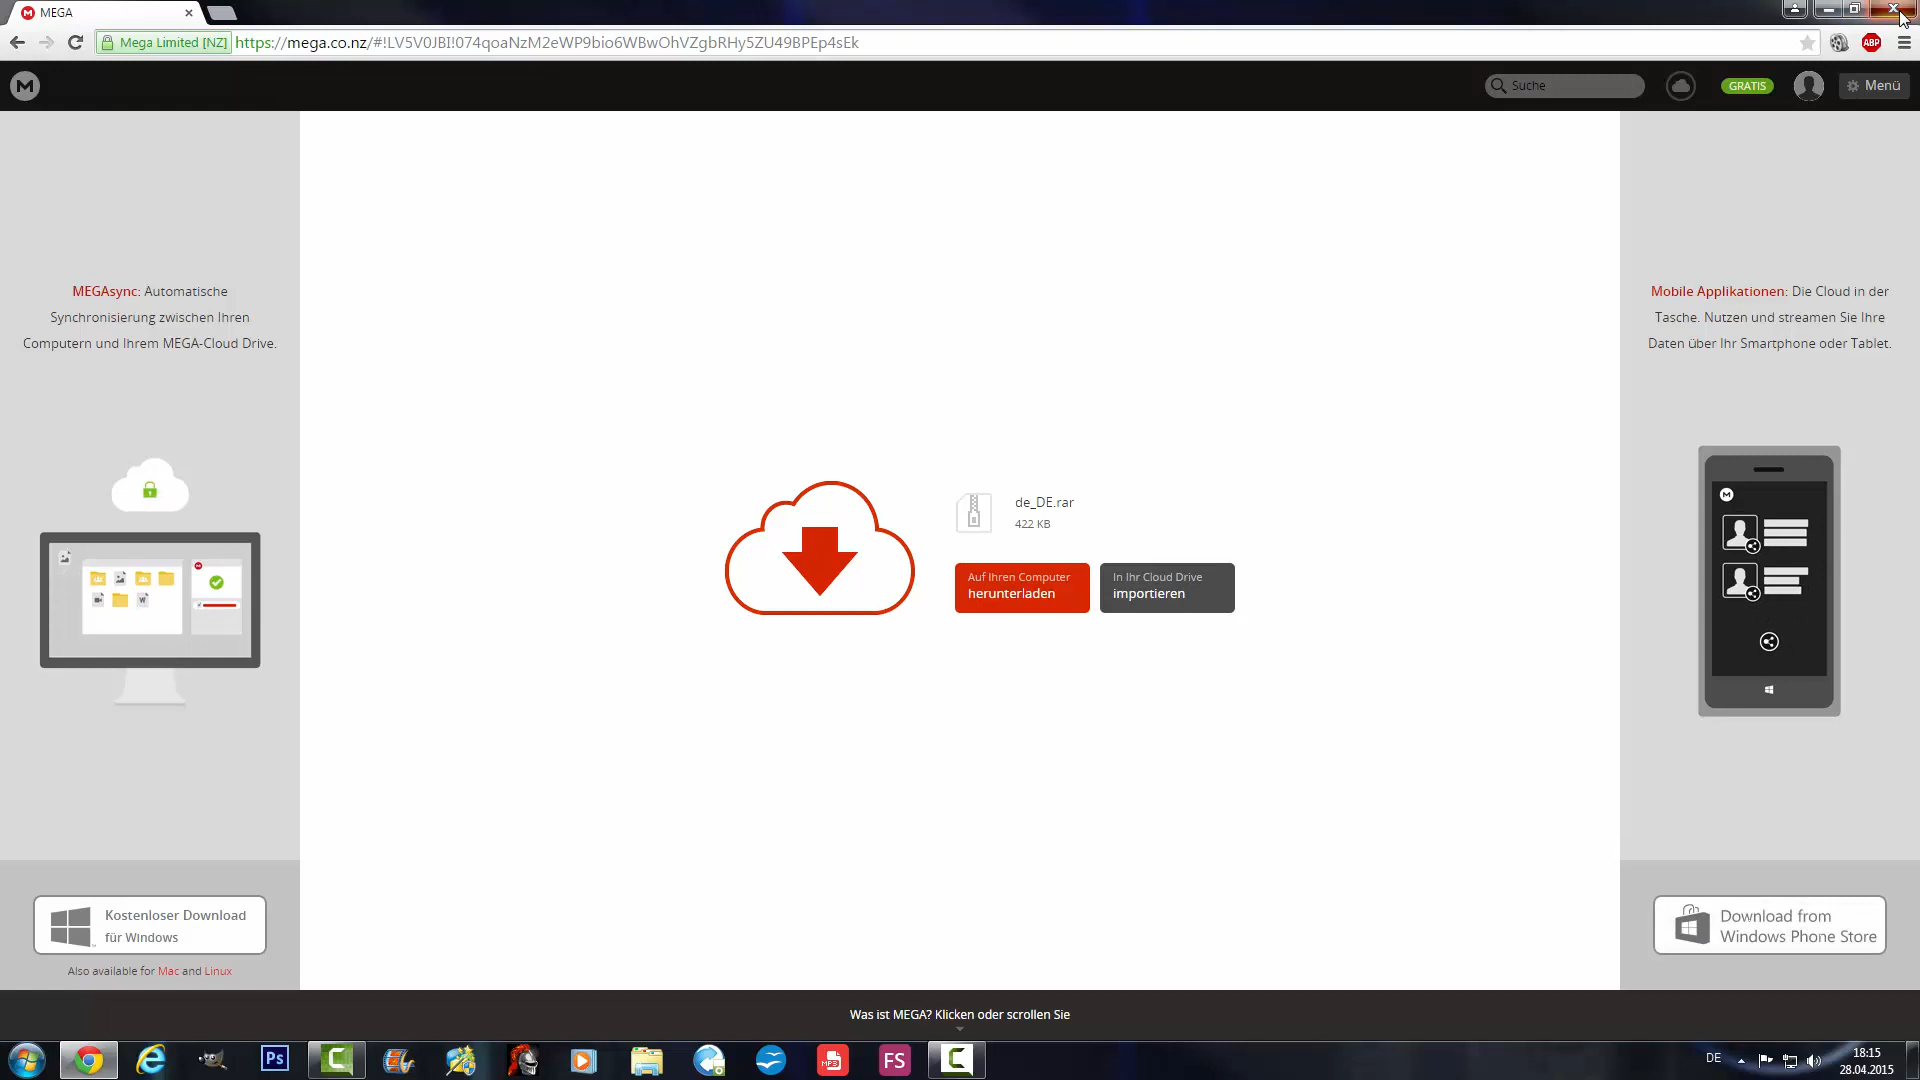 MEGA
Mega Limited [NZ]
https://mega.co.nz/#!LV5V0JBI!074qoaNzM2eWP9bio6WBwOhVZgbRHy5ZU49BPEp4sEk
ABP
M
Suche
GRATIS
Menü
MEGAsync: Automatische
Synchronisierung zwischen Ihren
Computern und Ihrem MEGA-Cloud Drive.
Mobile Applikationen: Die Cloud in der
Tasche. Nutzen und streamen Sie Ihre
Daten über Ihr Smartphone oder Tablet.
de_DE.rar
422 KB
Auf Ihren Computer
herunterladen
In Ihr Cloud Drive
importieren
W
Kostenloser Download
für Windows
Also available for Mac and Linux
Download from
Windows Phone Store
Was ist MEGA? Klicken oder scrollen Sie
Ps
MP3
FS
DE
18:15
28.04.2015